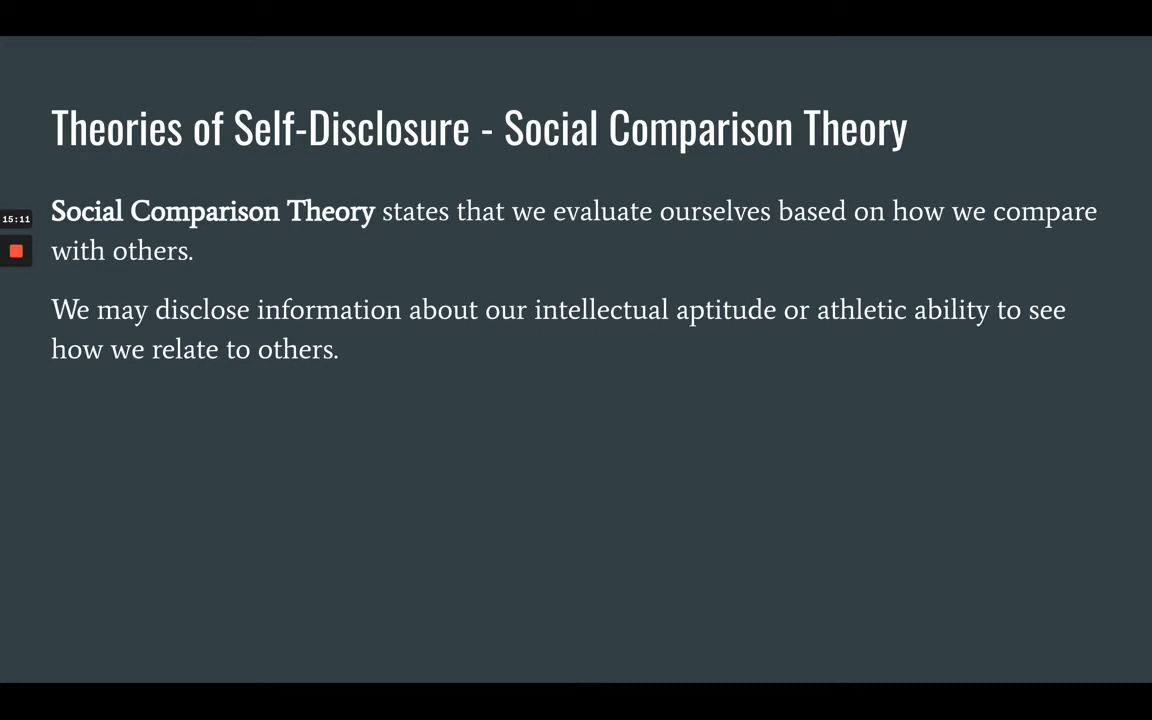 Theories of Self-Disclosure - Social Comparison Theory
15:11
Social Comparison Theory states that we evaluate ourselves based on how we compare
with others.
We may disclose information about our intellectual aptitude or athletic ability to see
how we relate to others.